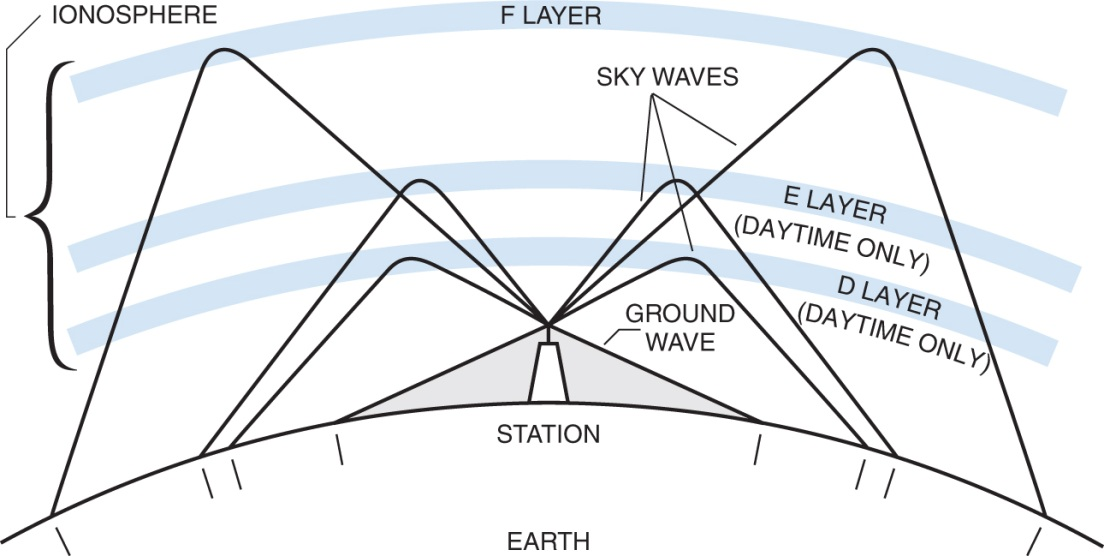 IONOSPHERE
F LAYER
SKY WAVES
E LAYER
(DAYTIME ONLY)
D LAYER
(DAYTIME ONLY)
GROUND
WAVE
STATION
EARTH